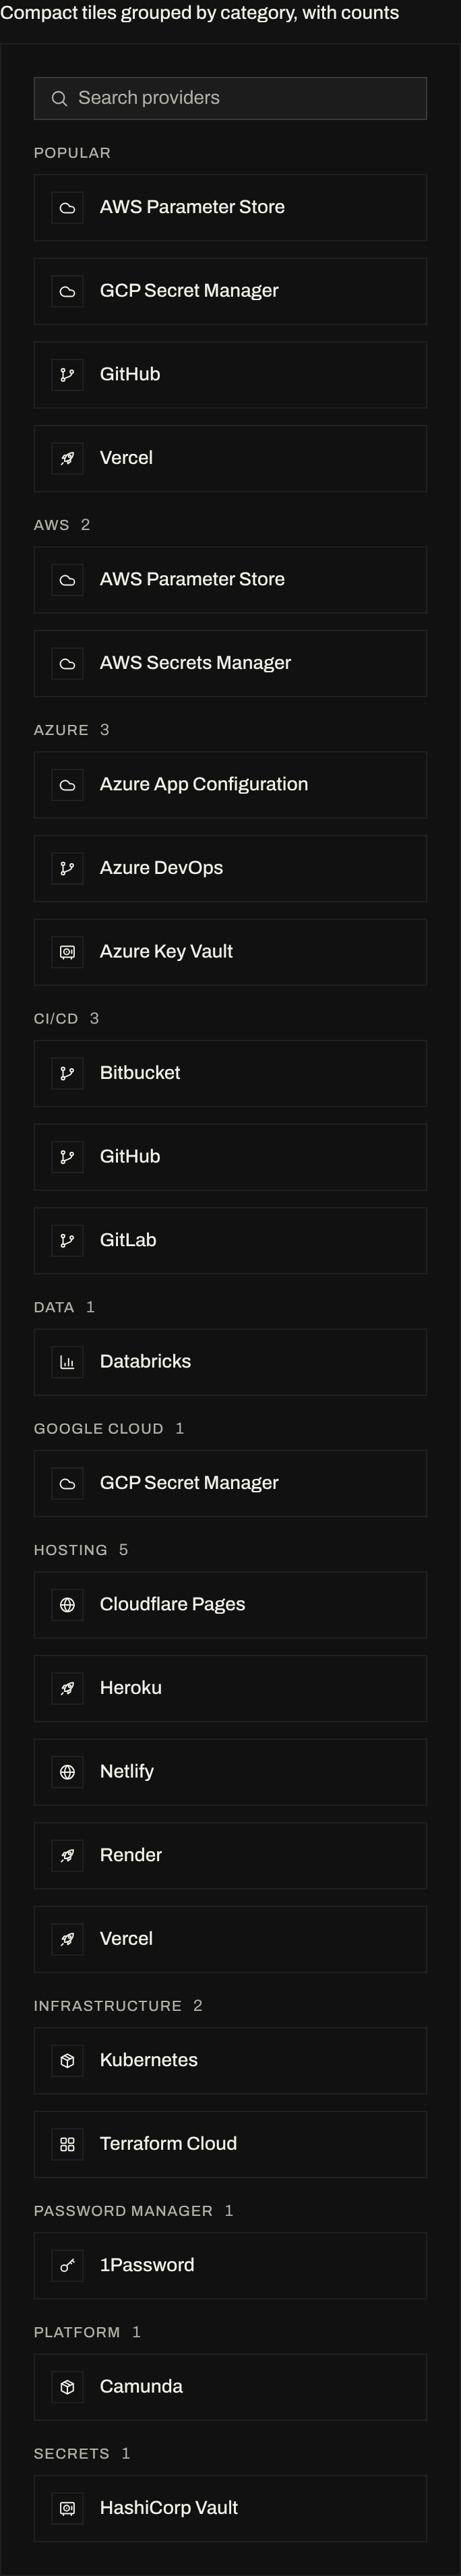 Compact tiles grouped by category, with counts
Search providers
POPULAR
AWS Parameter Store
GCP Secret Manager
GitHub
Vercel
AWS 2
AWS Parameter Store
AWS Secrets Manager
AZURE 3
Azure App Configuration
Azure DevOps
Azure Key Vault
CI/CD 3
Bitbucket
GitHub
GitLab
DATA 1
Databricks
GOOGLE CLOUD 1
GCP Secret Manager
HOSTING 5
Cloudflare Pages
Heroku
Netlify
Render
Vercel
INFRASTRUCTURE 2
Kubernetes
Terraform Cloud
PASSWORD MANAGER 1
1Password
PLATFORM 1
Camunda
SECRETS 1
HashiCorp Vault